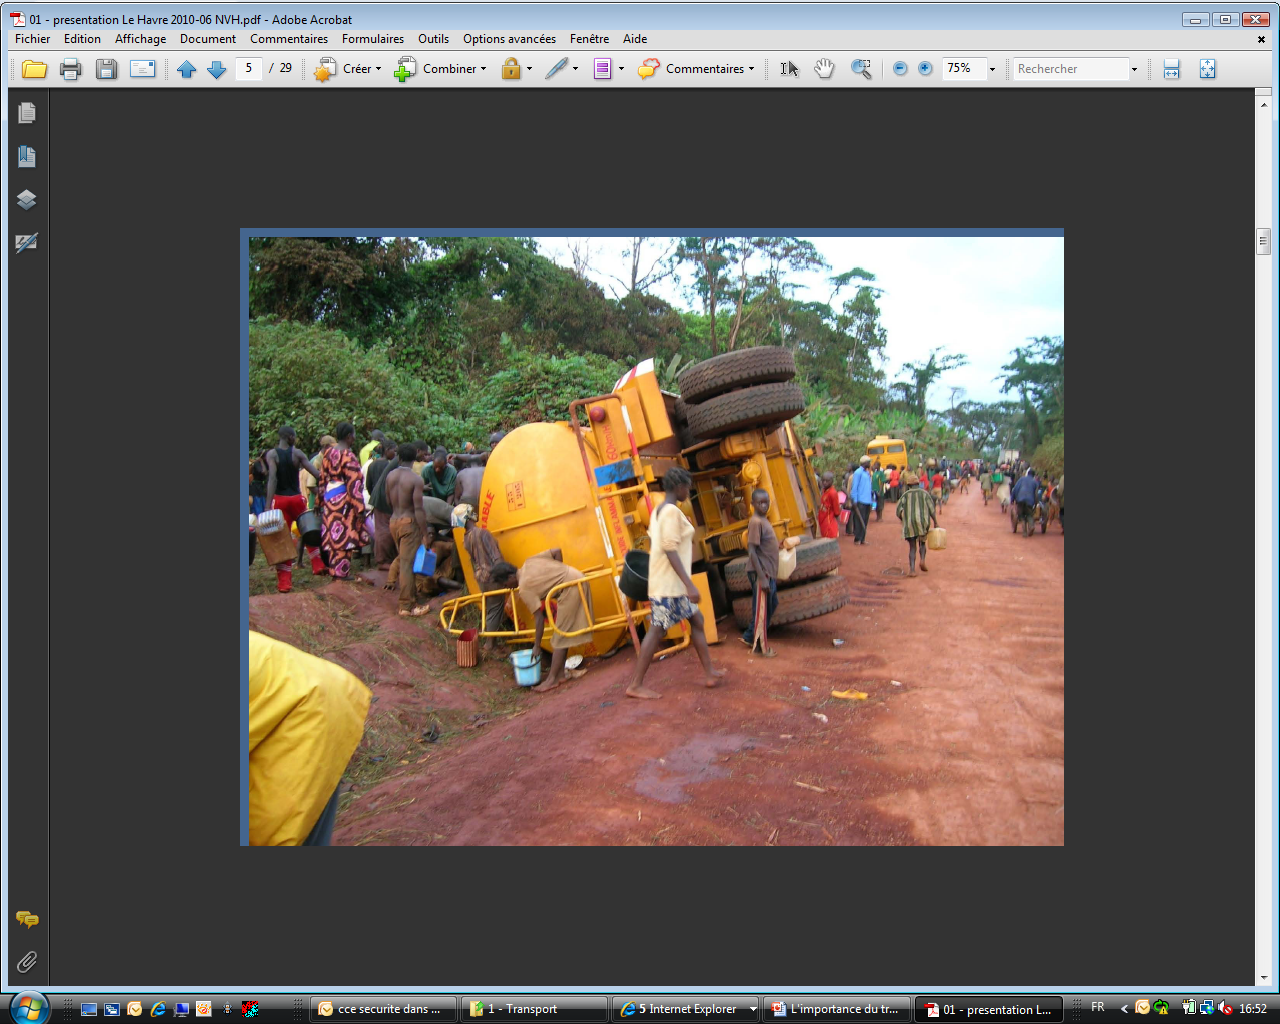 01 - presentation Le Havre 2010-06 NVH.pdf - Adobe Acrobat
Fichier Edition Affichage Document Commentaires Formulaires Outils Options avancées Fenêtre Aide
5 / 29 Créer Combiner Commentaires 75% Rechercher
cce securite dans ... 1 - Transport 5 Internet Explorer L'importance du tr... 01 - presentation L... FR 16:52